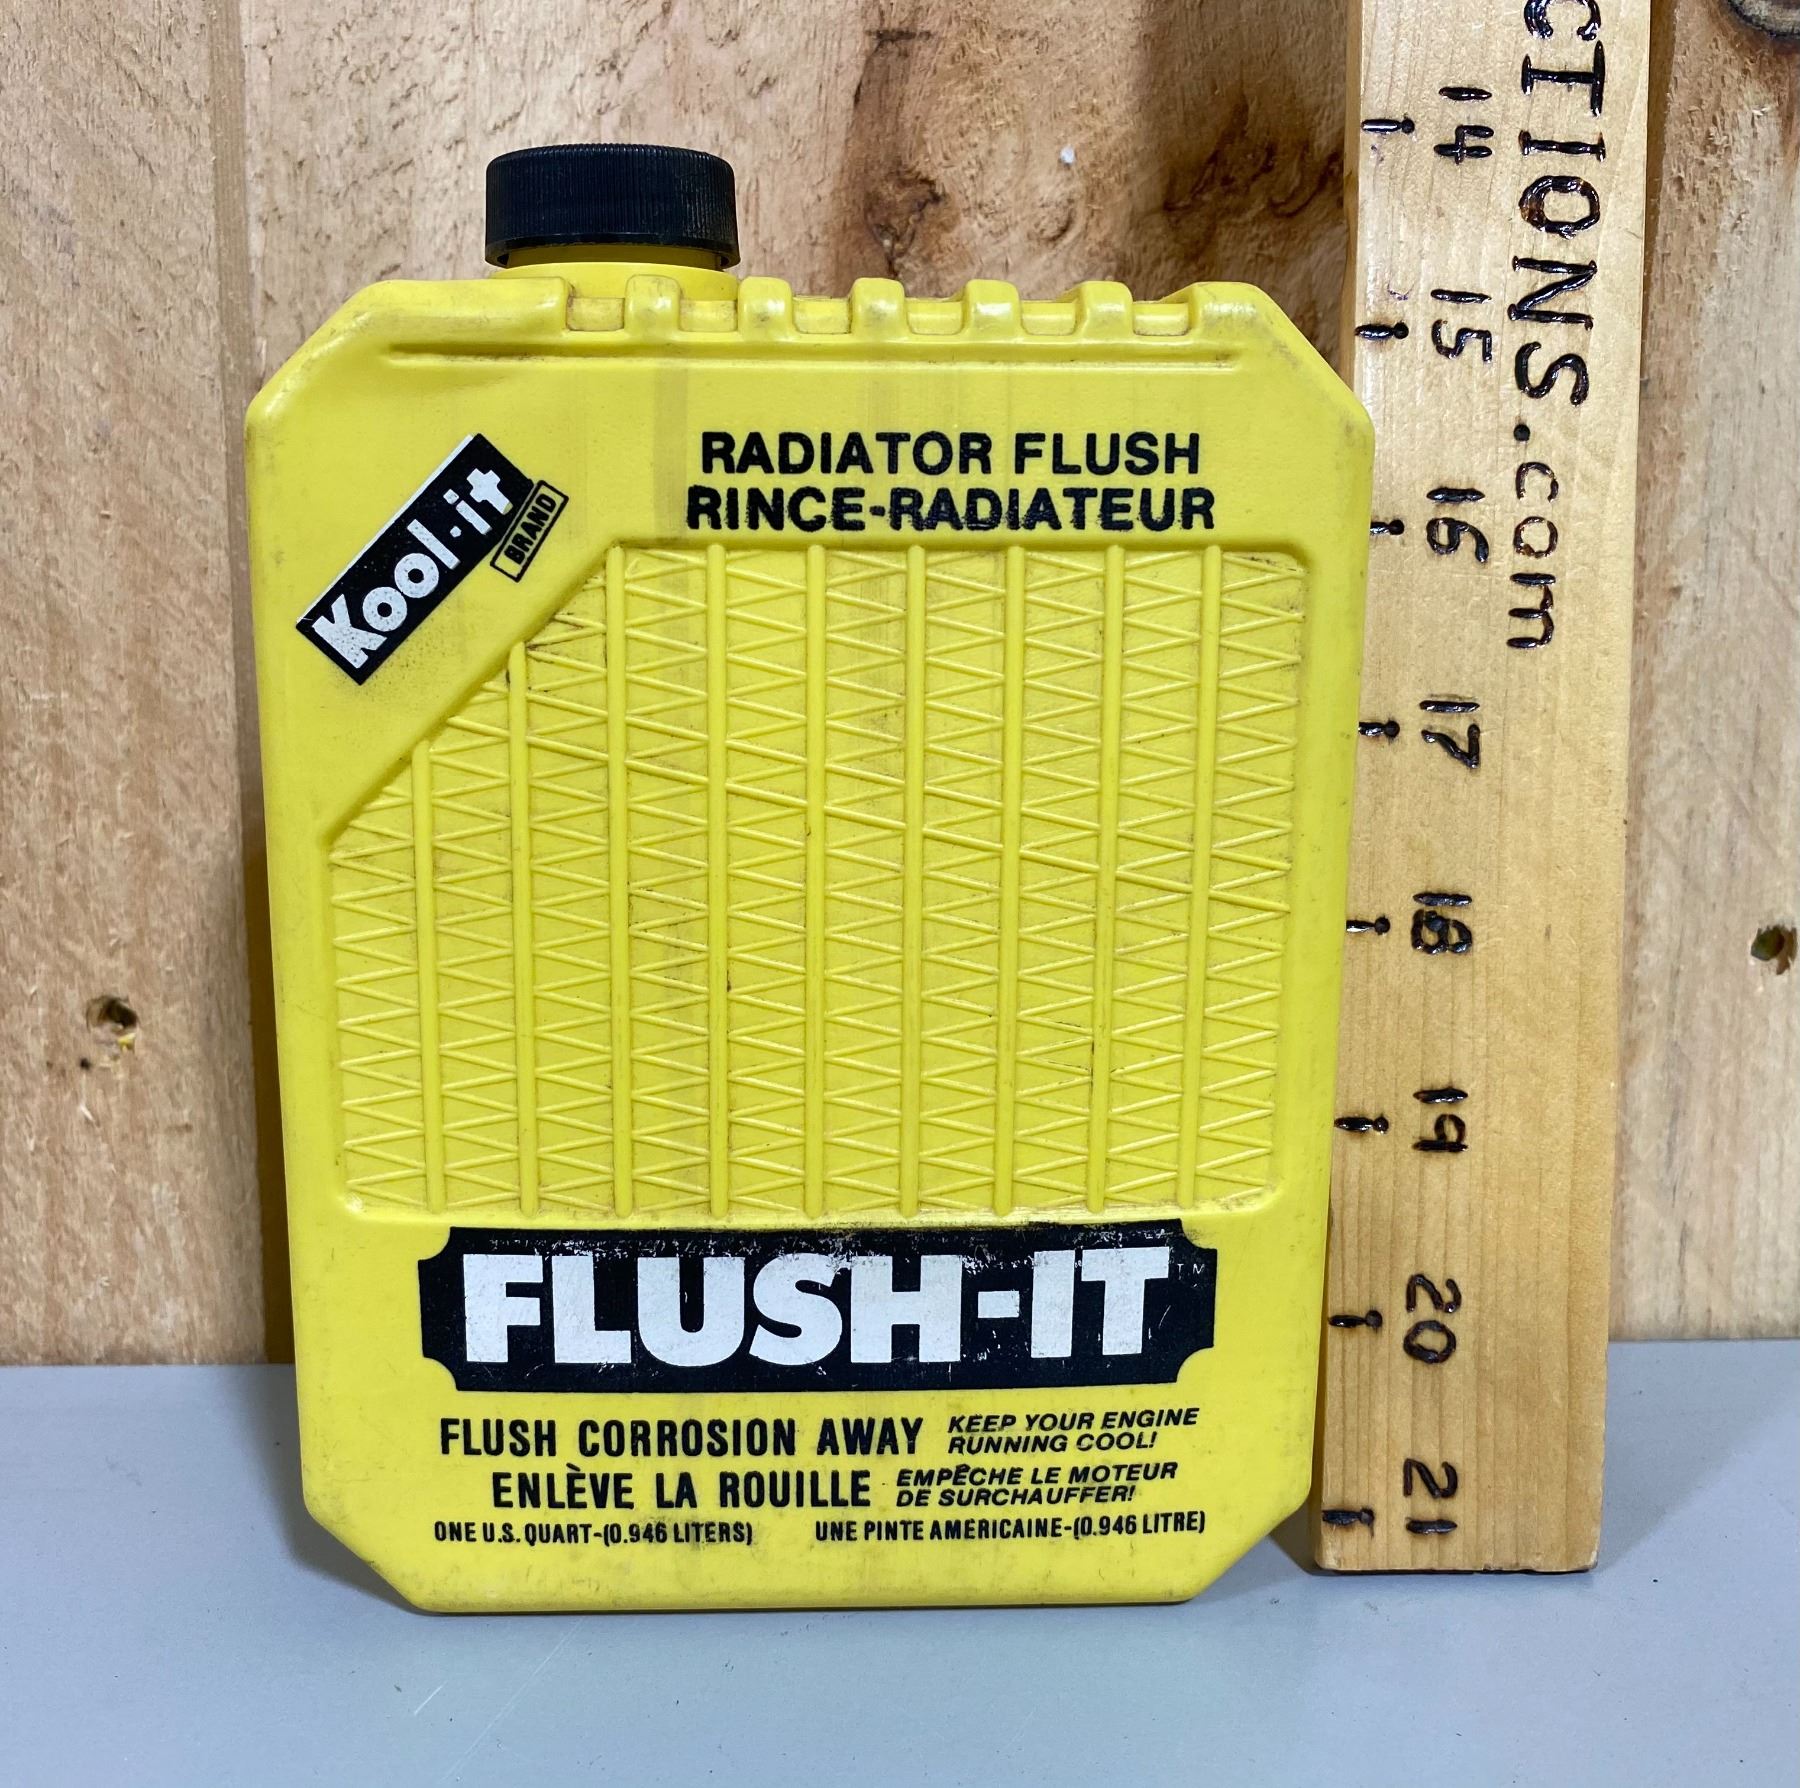 Kool-it
BRAND
RADIATOR FLUSH
RINCE-RADIATEUR
FLUSH-IT™
FLUSH CORROSION AWAY
KEEP YOUR ENGINE
RUNNING COOL!
ENLÈVE LA ROUILLE
EMPÊCHE LE MOTEUR
DE SURCHAUFFER!
ONE U.S. QUART-(0.946 LITERS)
UNE PINTE AMERICAINE-(0.946 LITRE)
CTIONS.com
14
15
16
17
18
19
20
21